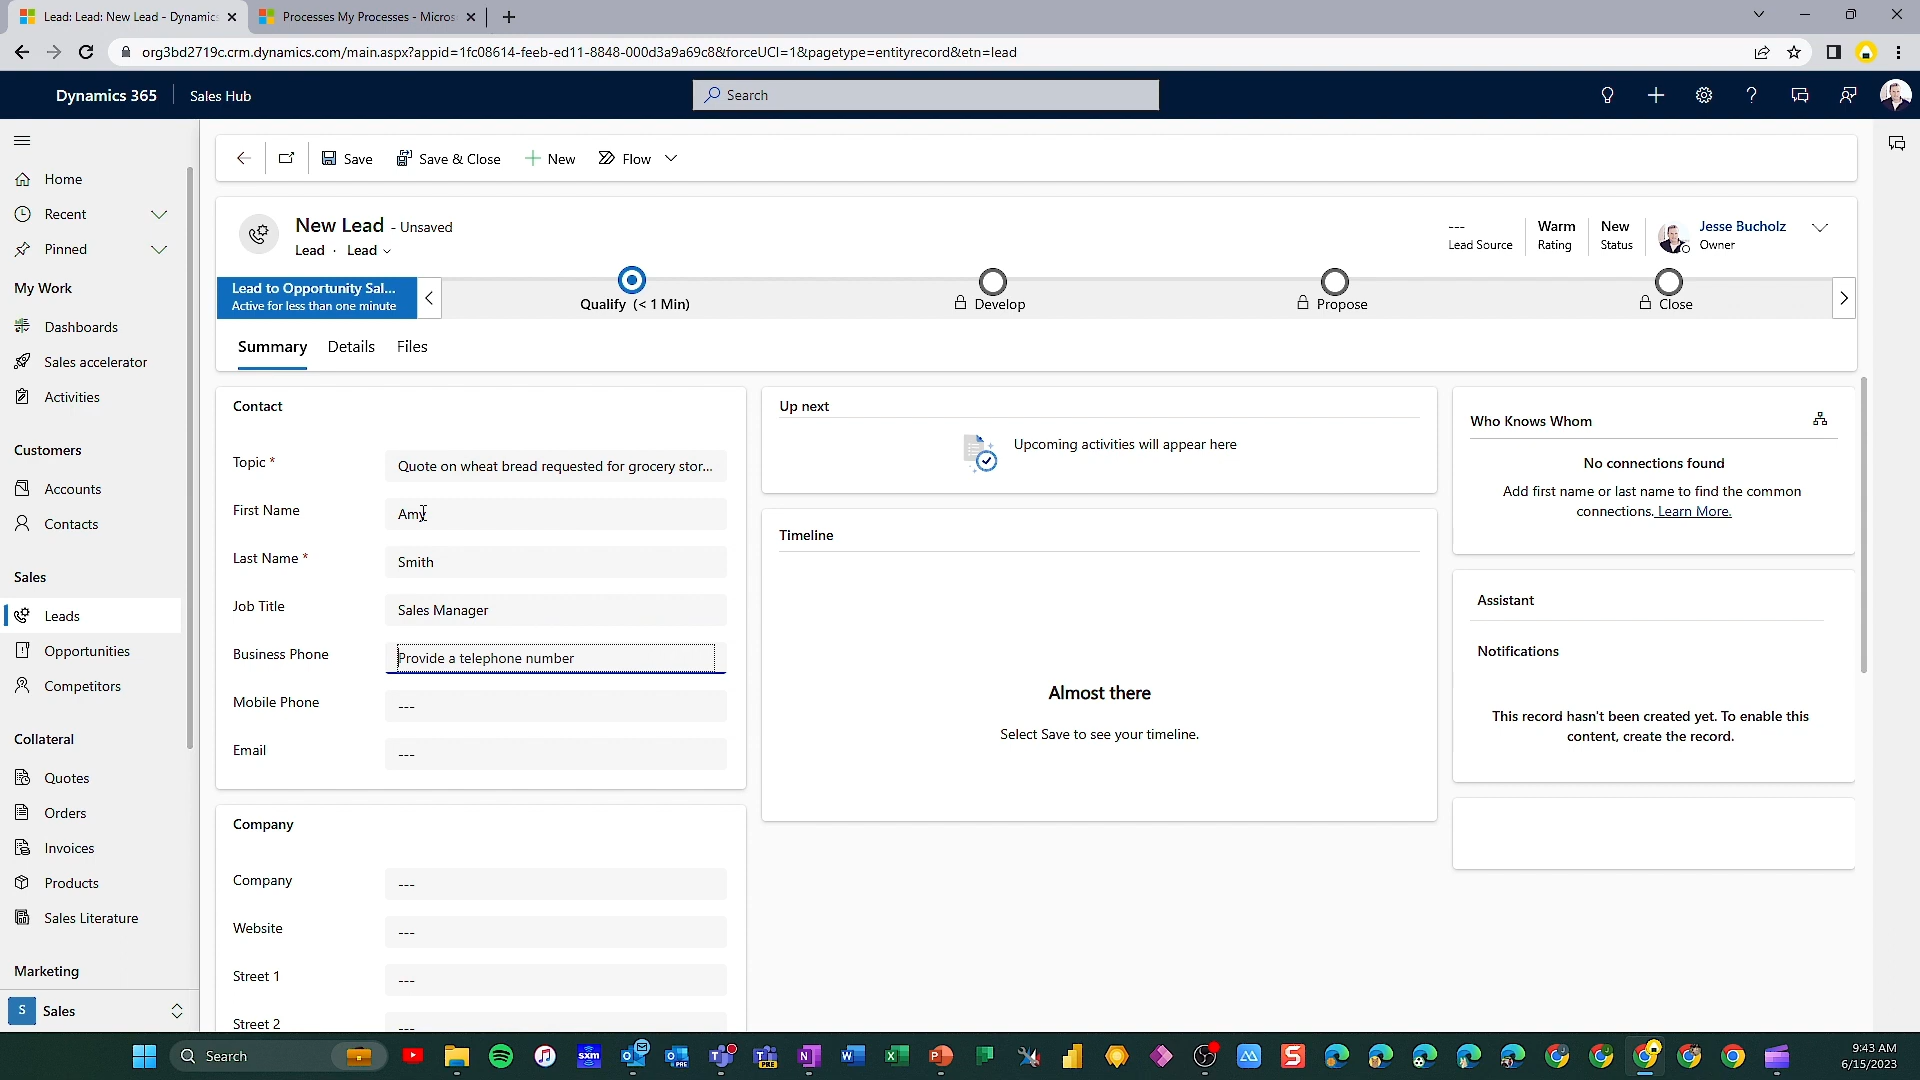 Lead: Lead: New Lead - Dynamics
Processes My Processes - Micros
org3bd2719c.crm.dynamics.com/main.aspx?appid=1fc08614-feeb-ed11-8848-000d3a9a69c8&forceUCI=1&pagetype=entityrecord&etn=lead
Dynamics 365
Sales Hub
Search
Save
Save & Close
New
Flow
Home
Recent
Pinned
My Work
Dashboards
Sales accelerator
Activities
Customers
Accounts
Contacts
Sales
Leads
Opportunities
Competitors
Collateral
Quotes
Orders
Invoices
Products
Sales Literature
Marketing
S Sales
New Lead - Unsaved
Lead · Lead
---
Lead Source
Warm
Rating
New
Status
Jesse Bucholz
Owner
Lead to Opportunity Sal...
Active for less than one minute
Qualify (< 1 Min)
Develop
Propose
Close
Summary
Details
Files
Contact
Topic *
Quote on wheat bread requested for grocery stor...
First Name
Amy
Last Name *
Smith
Job Title
Sales Manager
Business Phone
Provide a telephone number
Mobile Phone
---
Email
---
Company
Company
---
Website
---
Street 1
---
Street 2
---
Up next
Upcoming activities will appear here
Timeline
Almost there
Select Save to see your timeline.
Who Knows Whom
No connections found
Add first name or last name to find the common
connections. Learn More.
Assistant
Notifications
This record hasn't been created yet. To enable this
content, create the record.
Search
sxm
PRE
PRE
9:43 AM
6/15/2023